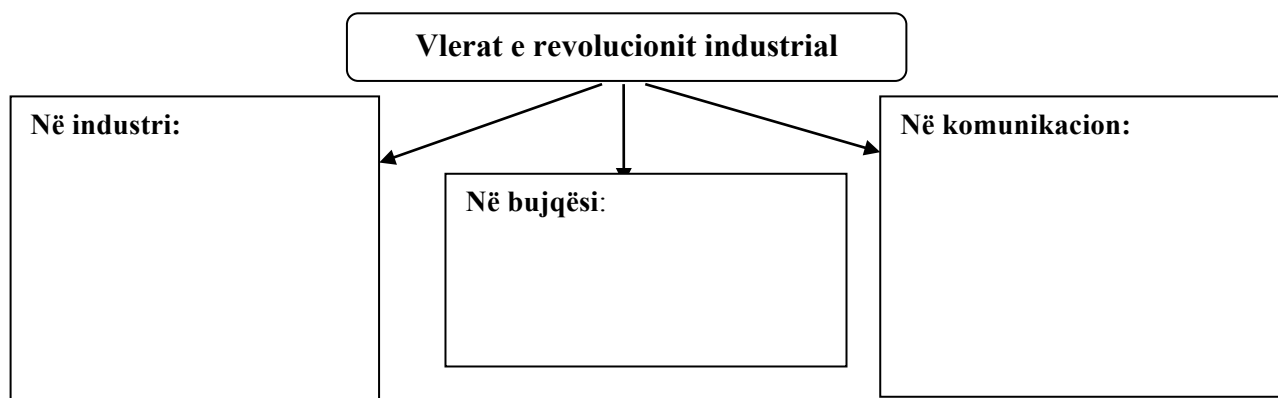 Vlerat e revolucionit industrial
Në industri:
Në bujqësi:
Në komunikacion: